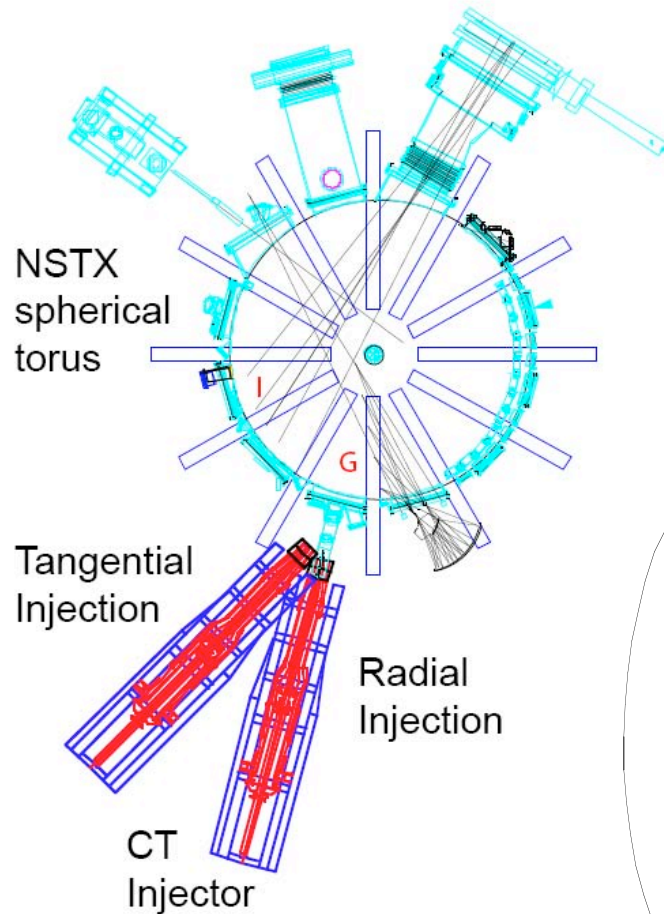 NSTX
spherical
torus
I
G
Tangential
Injection
Radial
Injection
CT
Injector